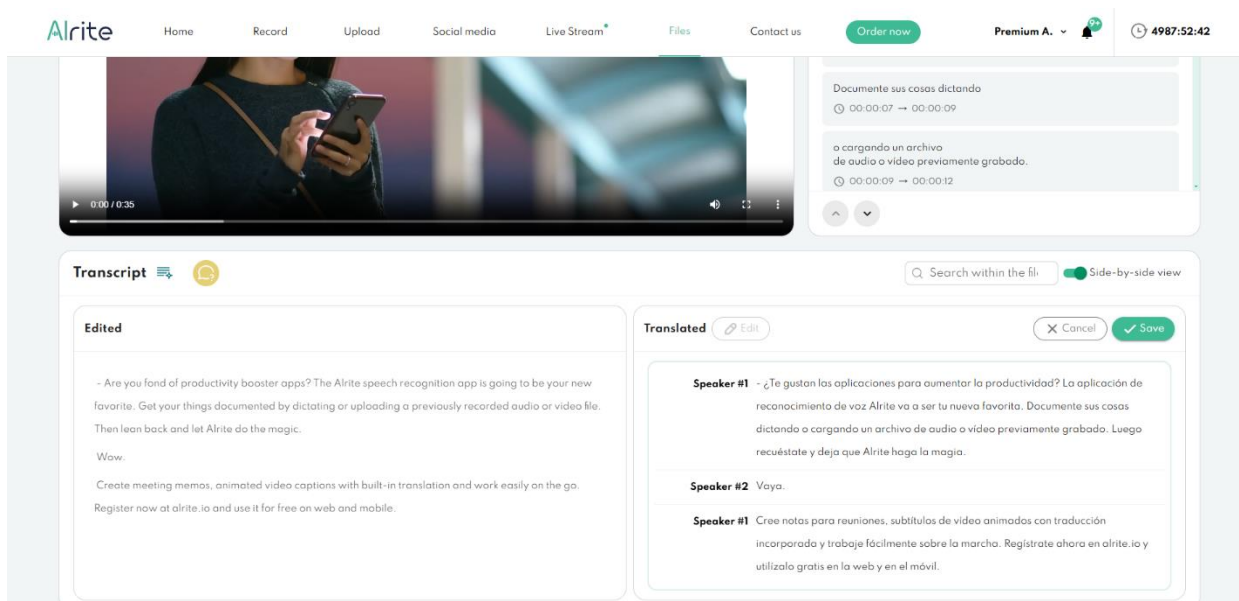 Alrite
Home Record Upload Social media Live Stream Files Contact us Order now Premium A. 9+ 4987:52:42
Documente sus cosas dictando
00:00:07 → 00:00:09
o cargando un archivo
de audio o vídeo previamente grabado.
00:00:09 → 00:00:12
0:00 / 0:35
Transcript
Search within the fil
Side-by-side view
Edited
- Are you fond of productivity booster apps? The Alrite speech recognition app is going to be your new
favorite. Get your things documented by dictating or uploading a previously recorded audio or video file.
Then lean back and let Alrite do the magic.
Wow.
Create meeting memos, animated video captions with built-in translation and work easily on the go.
Register now at alrite.io and use it for free on web and mobile.
Translated Edit Cancel Save
Speaker #1 - ¿Te gustan las aplicaciones para aumentar la productividad? La aplicación de
reconocimiento de voz Alrite va a ser tu nueva favorita. Documente sus cosas
dictando o cargando un archivo de audio o vídeo previamente grabado. Luego
recuéstate y deja que Alrite haga la magia.
Speaker #2 Vaya.
Speaker #1 Cree notas para reuniones, subtítulos de vídeo animados con traducción
incorporada y trabaje fácilmente sobre la marcha. Regístrate ahora en alrite.io y
utilízalo gratis en la web y en el móvil.